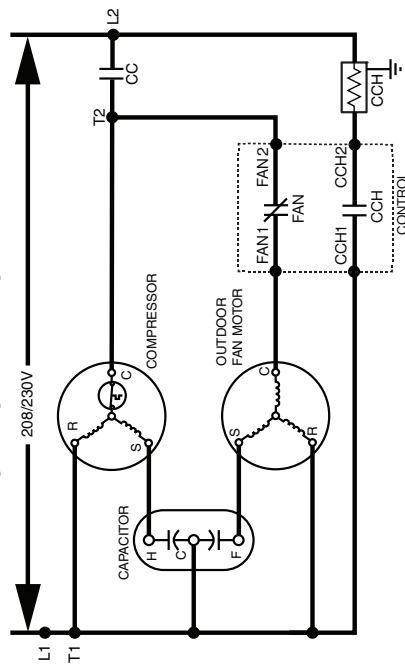 208/230V
L1
L2
T1
T2
CC
R
C
S
COMPRESSOR
CAPACITOR
H
C
F
OUTDOOR
FAN MOTOR
S
C
R
FAN1
FAN 2
FAN
CCH1
CCH2
CCH
CCH
CONTROL